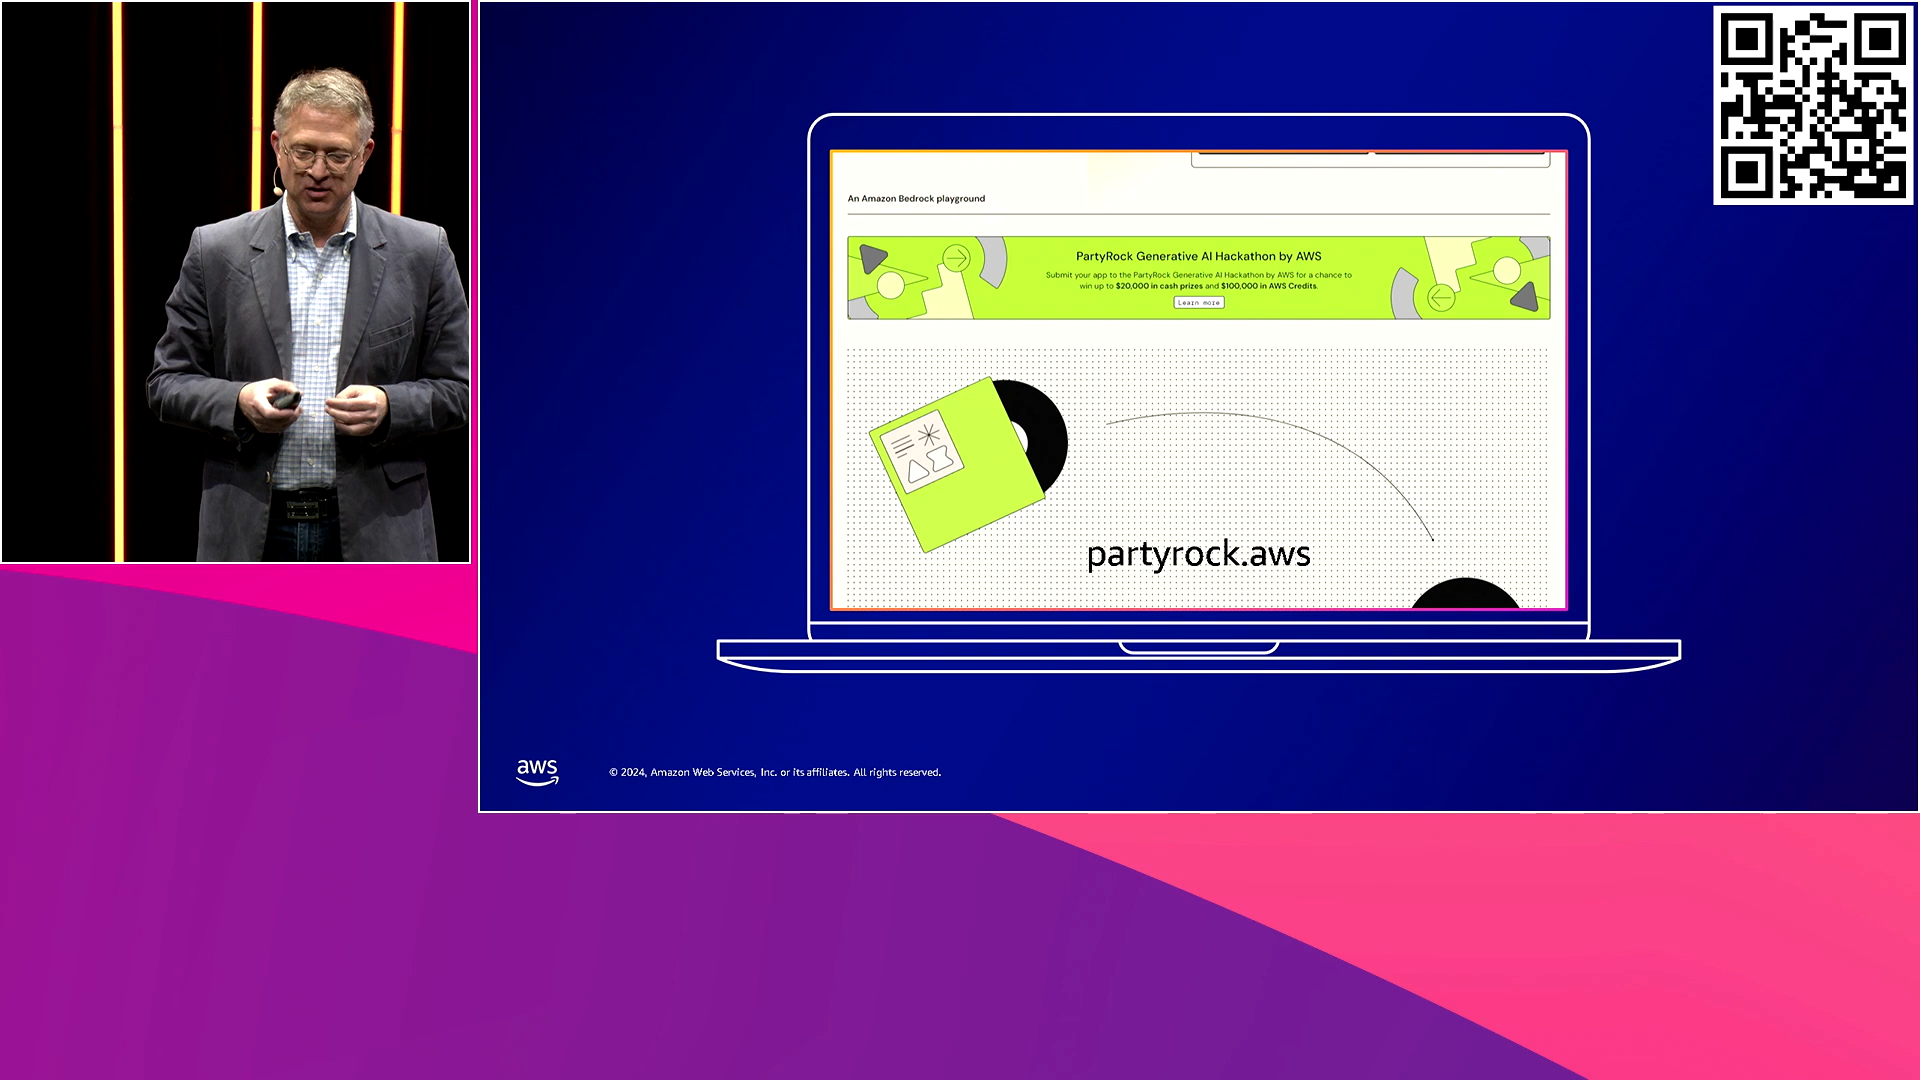 An Amazon Bedrock playground
PartyRock Generative AI Hackathon by AWS
Submit your app to the PartyRock Generative AI Hackathon by AWS for a chance to
win up to $20,000 in cash prizes and $100,000 in AWS Credits.
Learn more
partyrock.aws
aws
© 2024, Amazon Web Services, Inc. or its affiliates. All rights reserved.